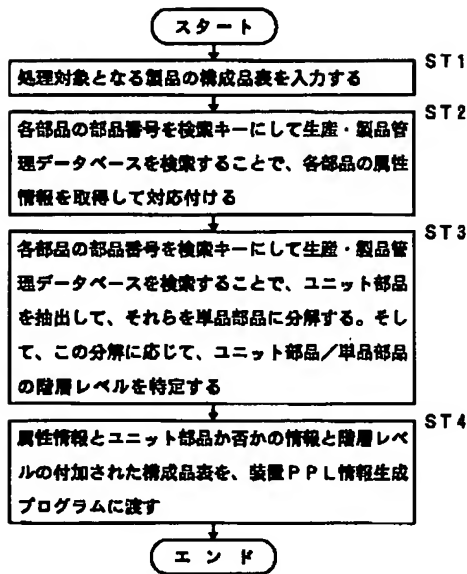 スタート
ST1
処理対象となる製品の構成品表を入力する
ST2
各部品の部品番号を検索キーにして生産・製品管
理データベースを検索することで、各部品の属性
情報を取得して対応付ける
ST3
各部品の部品番号を検索キーにして生産・製品管
理データベースを検索することで、ユニット部品
を抽出して、それらを単品部品に分解する。そし
て、この分解に応じて、ユニット部品／単品部品
の階層レベルを特定する
ST4
属性情報とユニット部品か否かの情報と階層レベ
ルの付加された構成品表を、装置PPL情報生成
プログラムに渡す
エンド